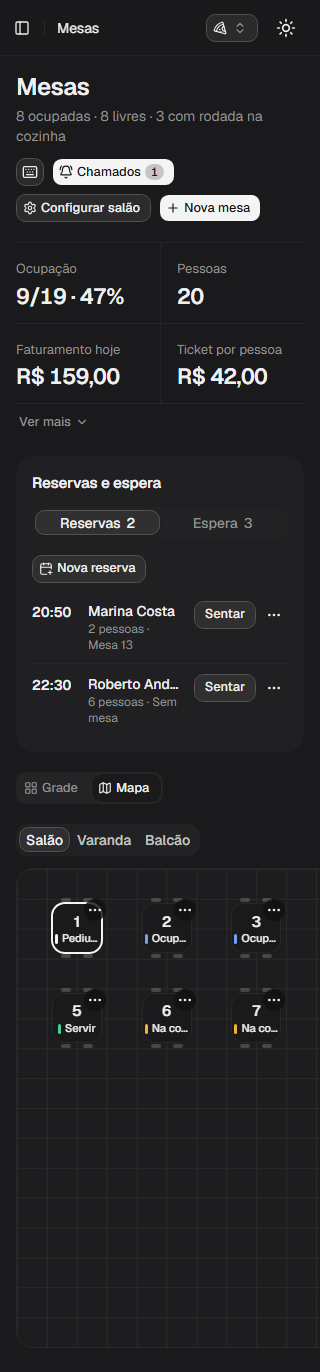 Mesas
Mesas
8 ocupadas · 8 livres · 3 com rodada na
cozinha
Chamados 1
Configurar salão
Nova mesa
Ocupação
9/19 · 47%
Pessoas
20
Faturamento hoje
R$ 159,00
Ticket por pessoa
R$ 42,00
Ver mais
Reservas e espera
Reservas 2
Espera 3
Nova reserva
20:50
Marina Costa
2 pessoas ·
Mesa 13
Sentar
22:30
Roberto And...
6 pessoas · Sem
mesa
Sentar
Grade
Mapa
Salão
Varanda
Balcão
1
Pediu...
2
Ocup...
3
Ocup...
5
Servir
6
Na co...
7
Na co...